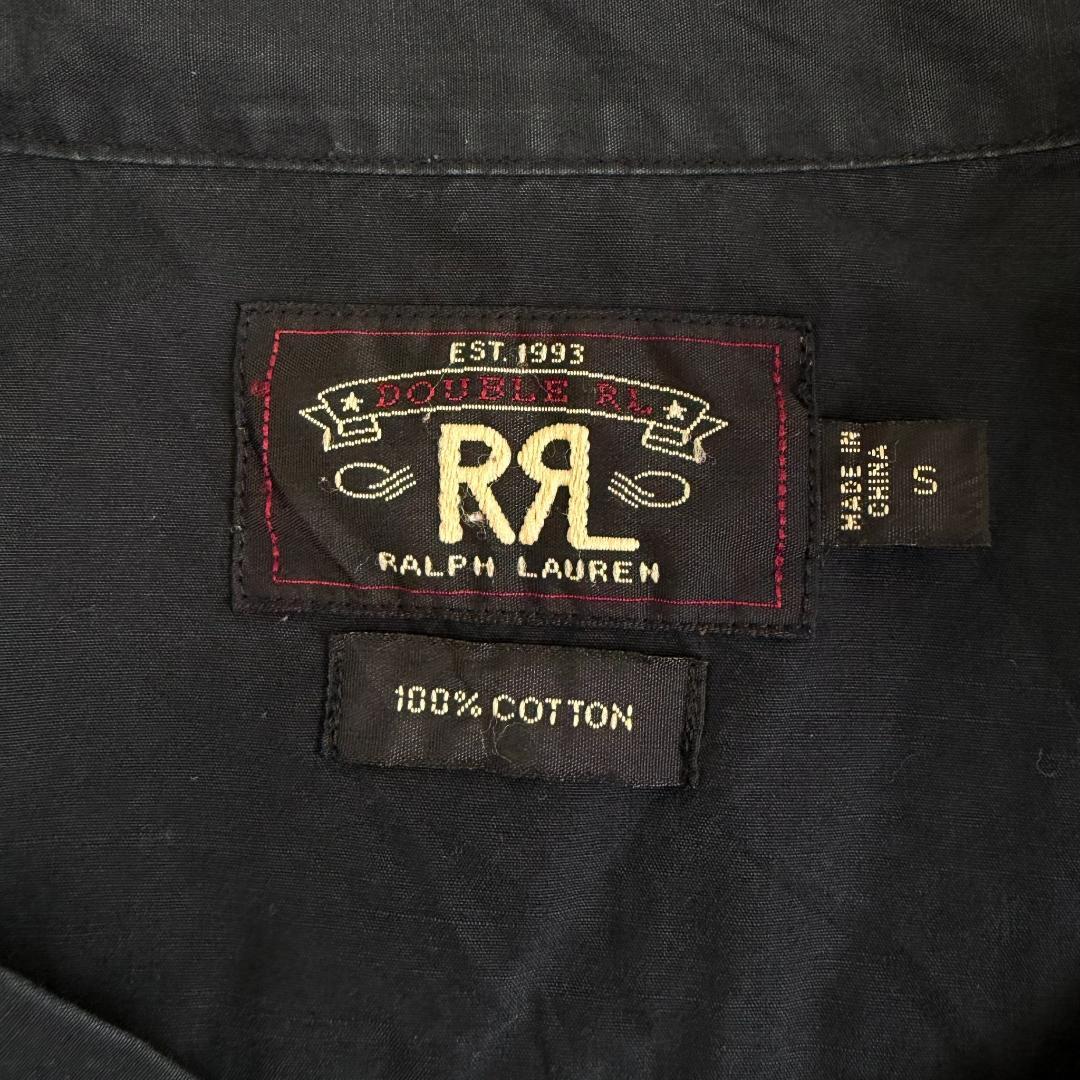 EST. 1993
DOUBLE RL
RRL
RALPH LAUREN
MADE IN
CHINA
S
100% COTTON